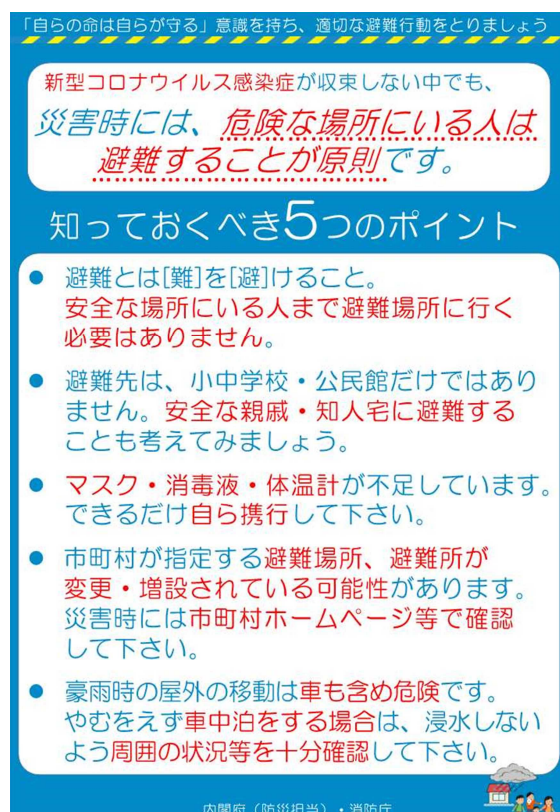 「自らの命は自らが守る」意識を持ち、適切な避難行動をとりましょう
新型コロナウイルス感染症が収束しない中でも、
災害時には、危険な場所にいる人は
避難することが原則です。
知っておくべき5つのポイント
● 避難とは[難]を[避]けること。
安全な場所にいる人まで避難場所に行く
必要はありません。
● 避難先は、小中学校・公民館だけではあり
ません。安全な親戚・知人宅に避難する
ことも考えてみましょう。
● マスク・消毒液・体温計が不足しています。
できるだけ自ら携行して下さい。
● 市町村が指定する避難場所、避難所が
変更・増設されている可能性があります。
災害時には市町村ホームページ等で確認
して下さい。
● 豪雨時の屋外の移動は車も含め危険です。
やむをえず車中泊をする場合は、浸水しない
よう周囲の状況等を十分確認して下さい。
内閣府（防災担当）・消防庁